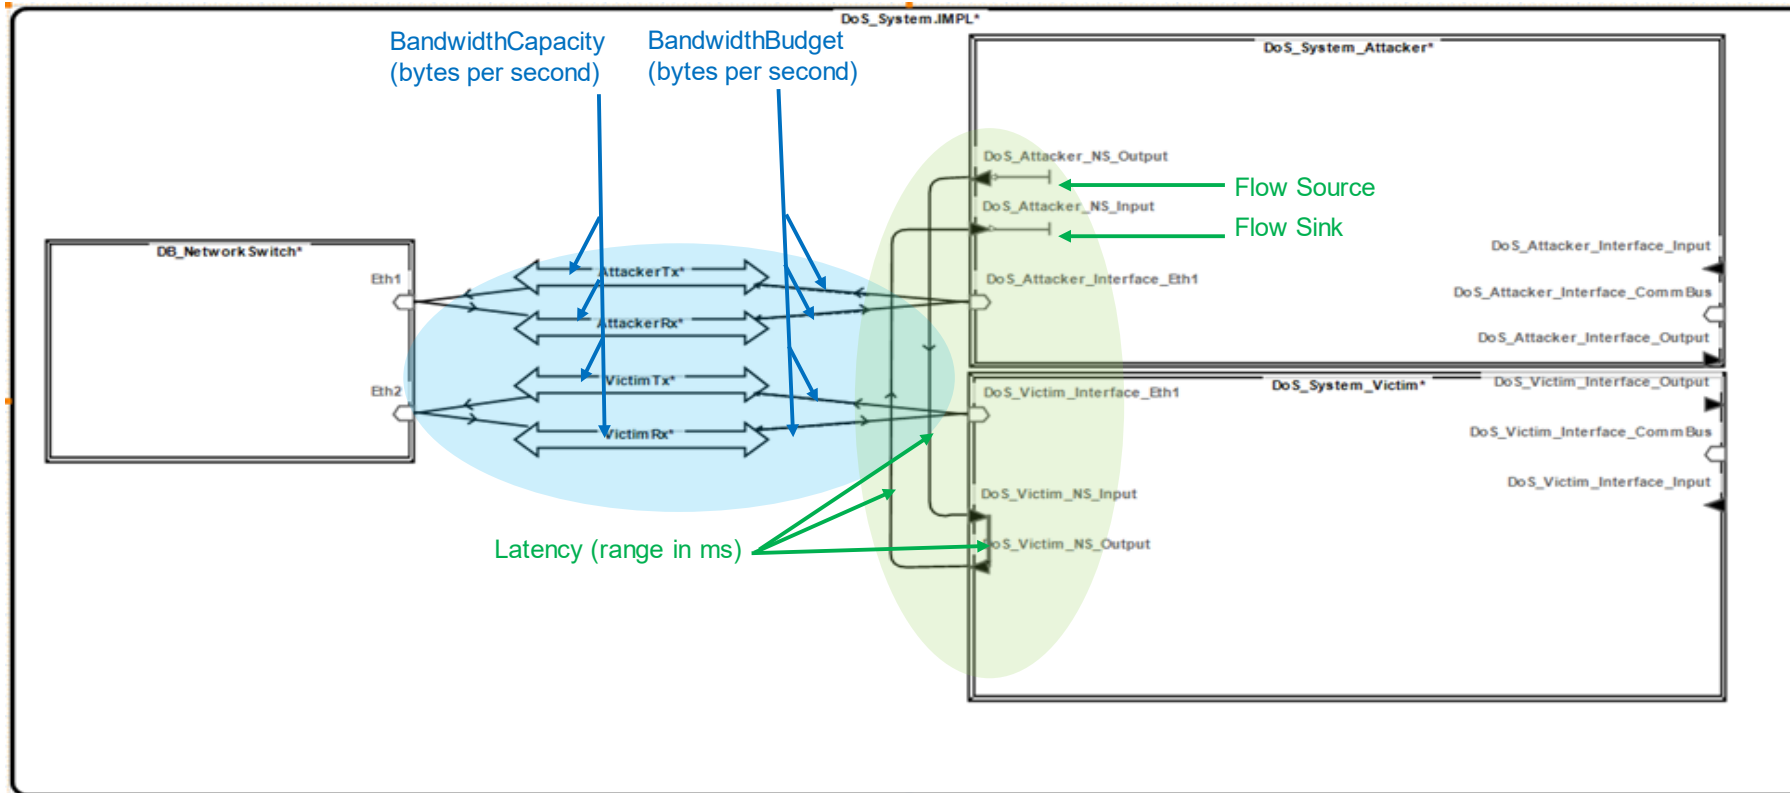 DoS_System.IMPL*
BandwidthCapacity
(bytes per second)
BandwidthBudget
(bytes per second)
DoS_System_Attacker*
DoS_Attacker_NS_Output
Flow Source
DoS_Attacker_NS_Input
Flow Sink
DB_NetworkSwitch*
DoS_Attacker_Interface_Input
Eth1
AttackerTx*
DoS_Attacker_Interface_Eth1
DoS_Attacker_Interface_CommBus
AttackerRx*
DoS_Attacker_Interface_Output
Eth2
VictimTx*
DoS_Victim_Interface_Eth1
DoS_System_Victim*
DoS_Victim_Interface_Output
VictimRx*
DoS_Victim_Interface_CommBus
DoS_Victim_NS_Input
DoS_Victim_Interface_Input
Latency (range in ms)
DoS_Victim_NS_Output